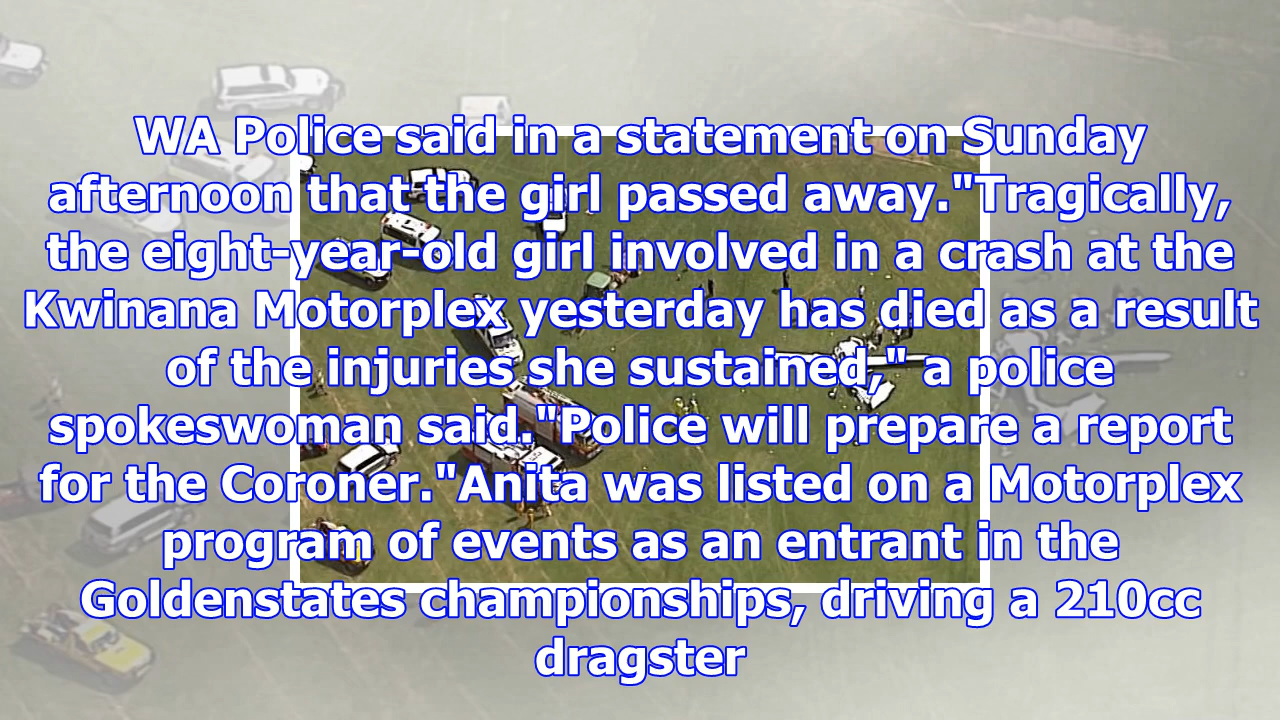 WA Police said in a statement on Sunday
afternoon that the girl passed away."Tragically,
the eight-year-old girl involved in a crash at the
Kwinana Motorplex yesterday has died as a result
of the injuries she sustained," a police
spokeswoman said."Police will prepare a report
for the Coroner."Anita was listed on a Motorplex
program of events as an entrant in the
Goldenstates championships, driving a 210cc
dragster